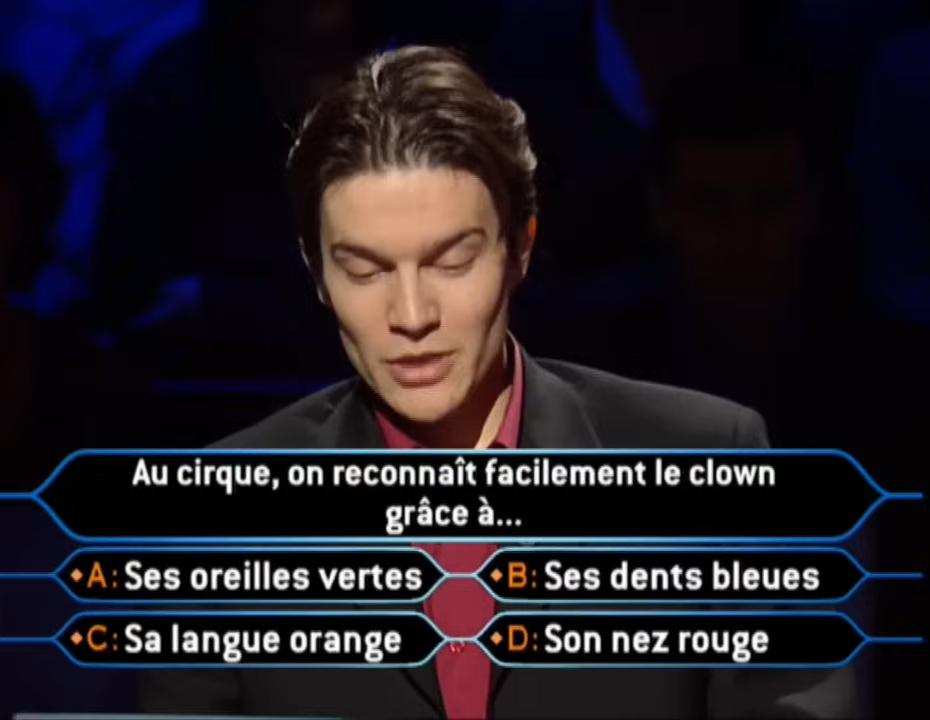 Au cirque, on reconnaît facilement le clown
grâce à...
A: Ses oreilles vertes
B: Ses dents bleues
C: Sa langue orange
D: Son nez rouge